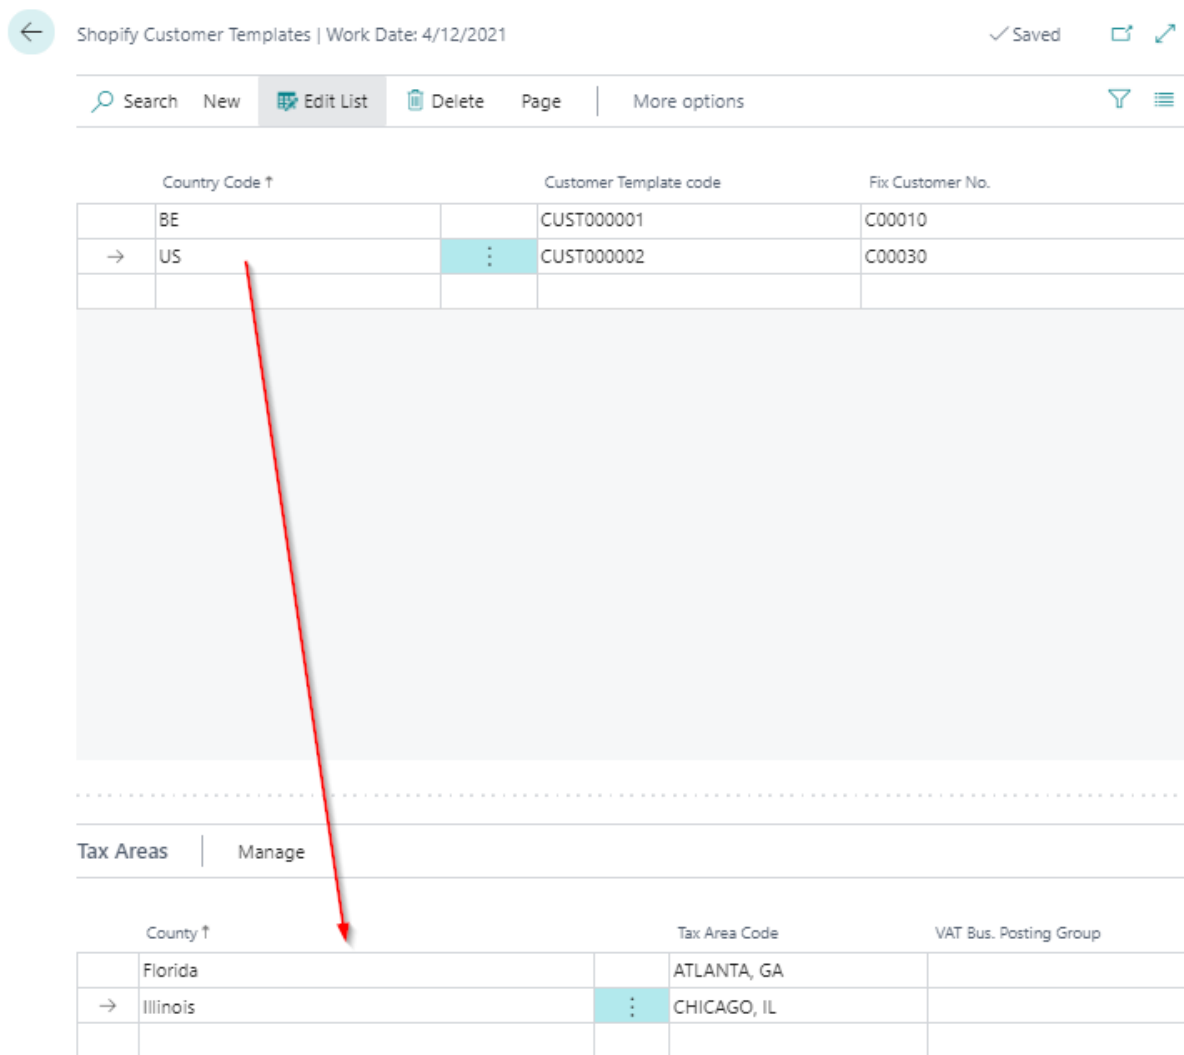 Shopify Customer Templates | Work Date: 4/12/2021 Saved
Search New Edit List Delete Page More options
Country Code ↑ Customer Template code Fix Customer No.
BE CUST000001 C00010
US CUST000002 C00030
Tax Areas Manage
County ↑ Tax Area Code VAT Bus. Posting Group
Florida ATLANTA, GA
Illinois CHICAGO, IL